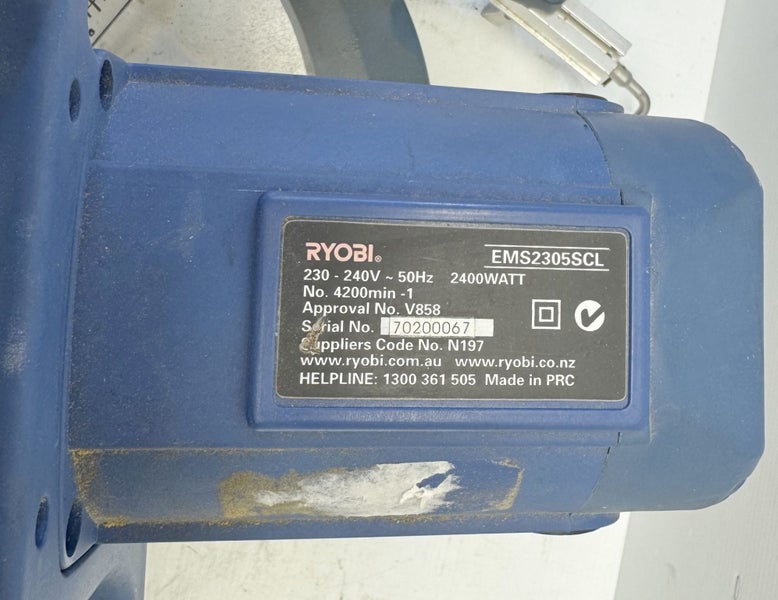 RYOBI®
EMS2305SCL
230 - 240V ~ 50Hz 2400WATT
No. 4200min -1
Approval No. V858
Serial No. 70200067
Suppliers Code No. N197
www.ryobi.com.au www.ryobi.co.nz
HELPLINE: 1300 361 505 Made in PRC